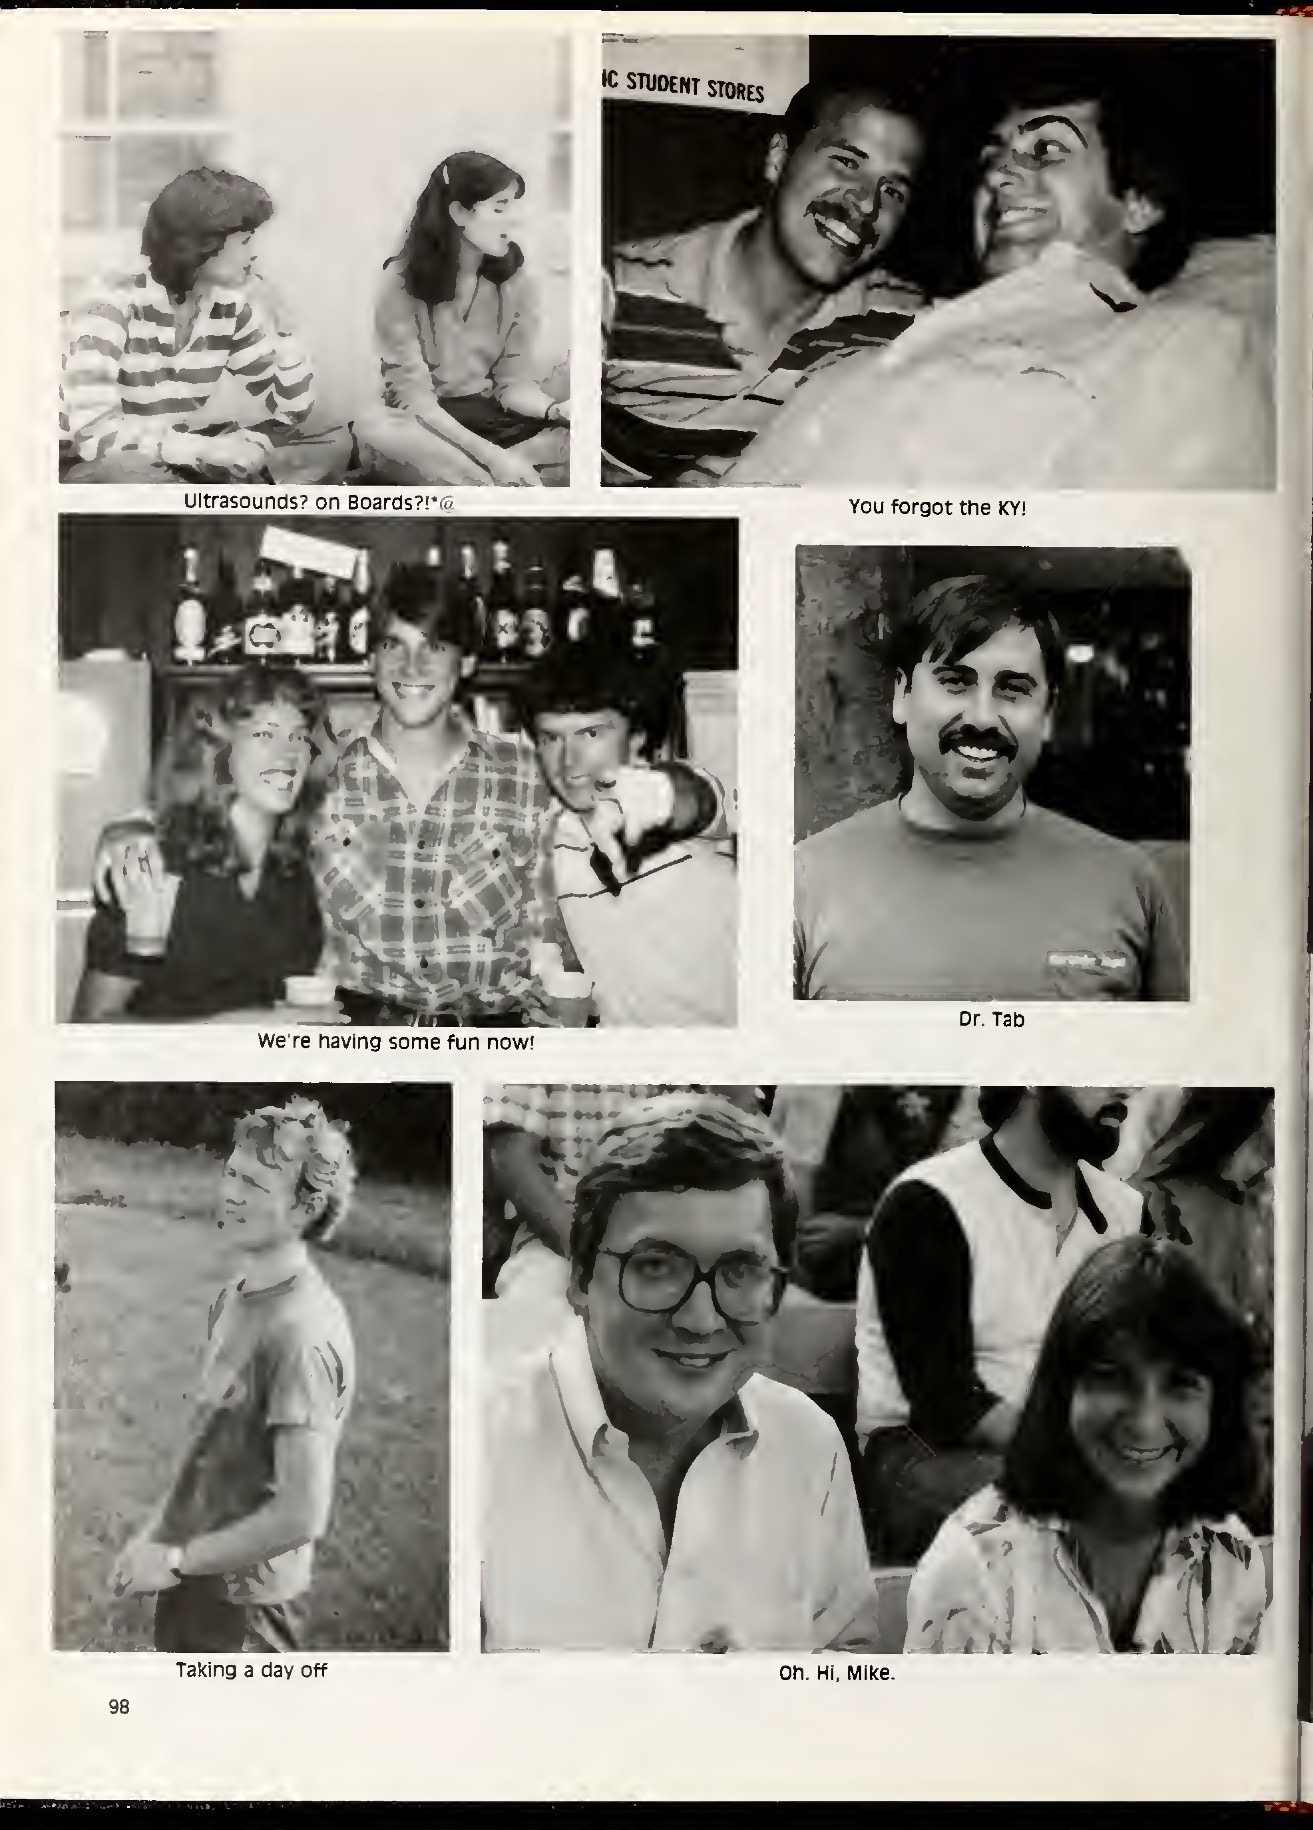 IC STUDENT STORES
Ultrasounds? on Boards?!*@
You forgot the KY!
We're having some fun now!
Dr. Tab
Taking a day off
Oh. Hi, Mike.
98